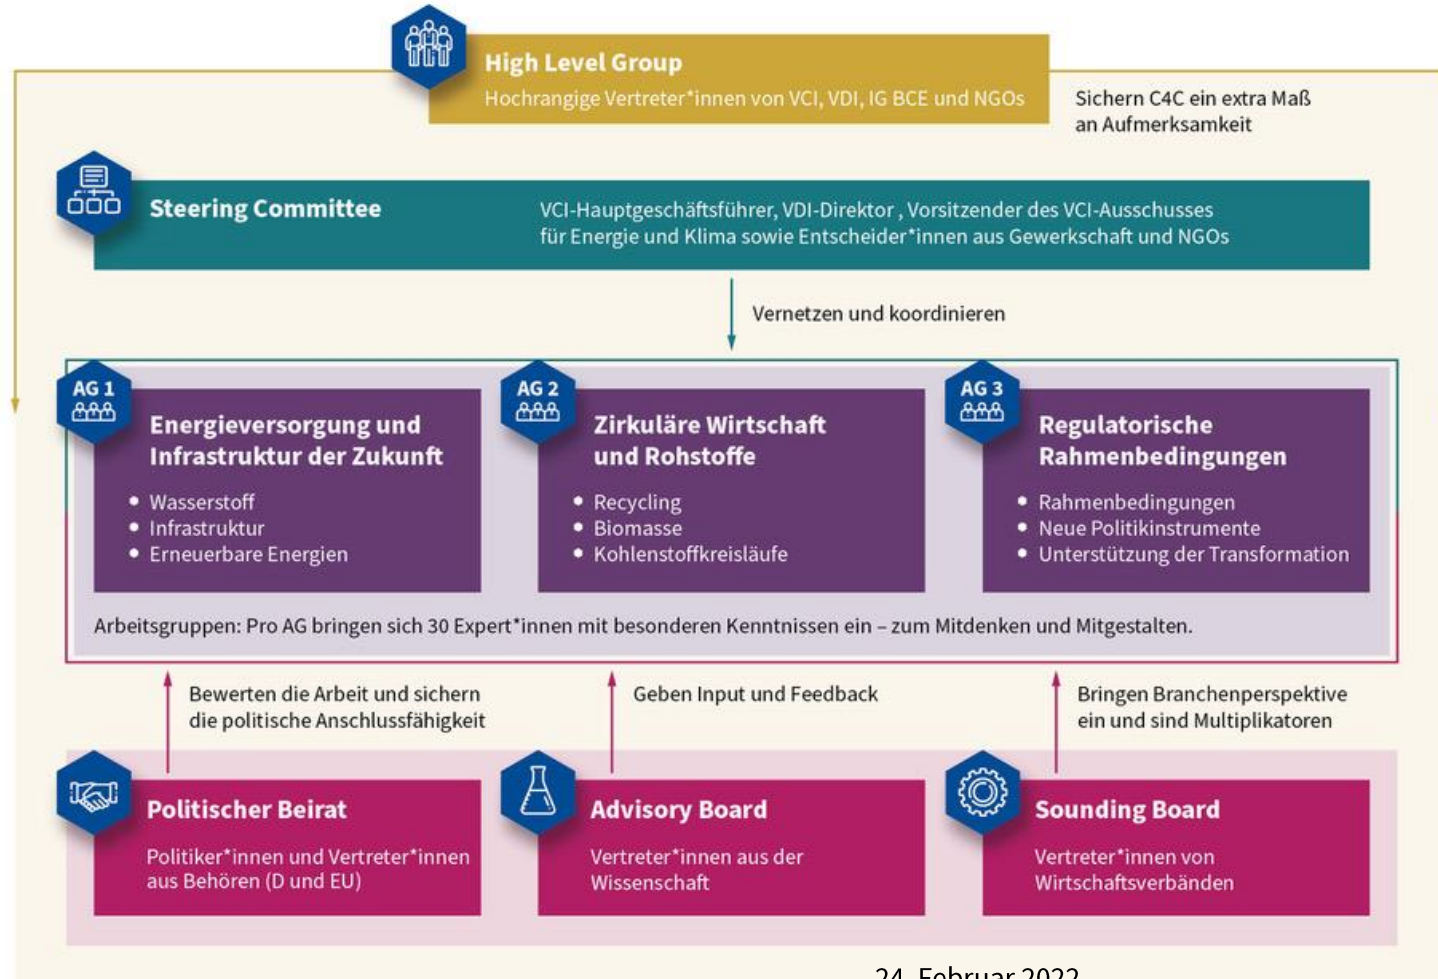 High Level Group
Hochrangige Vertreter*innen von VCI, VDI, IG BCE und NGOs
Sichern C4C ein extra Maß
an Aufmerksamkeit
Steering Committee
VCI-Hauptgeschäftsführer, VDI-Direktor , Vorsitzender des VCI-Ausschusses
für Energie und Klima sowie Entscheider*innen aus Gewerkschaft und NGOs
Vernetzen und koordinieren
AG 1
Energieversorgung und
Infrastruktur der Zukunft
• Wasserstoff
• Infrastruktur
• Erneuerbare Energien
AG 2
Zirkuläre Wirtschaft
und Rohstoffe
• Recycling
• Biomasse
• Kohlenstoffkreisläufe
AG 3
Regulatorische
Rahmenbedingungen
• Rahmenbedingungen
• Neue Politikinstrumente
• Unterstützung der Transformation
Arbeitsgruppen: Pro AG bringen sich 30 Expert*innen mit besonderen Kenntnissen ein – zum Mitdenken und Mitgestalten.
Bewerten die Arbeit und sichern
die politische Anschlussfähigkeit
Geben Input und Feedback
Bringen Branchenperspektive
ein und sind Multiplikatoren
Politischer Beirat
Politiker*innen und Vertreter*innen
aus Behören (D und EU)
Advisory Board
Vertreter*innen aus der
Wissenschaft
Sounding Board
Vertreter*innen von
Wirtschaftsverbänden
24. Februar 2022